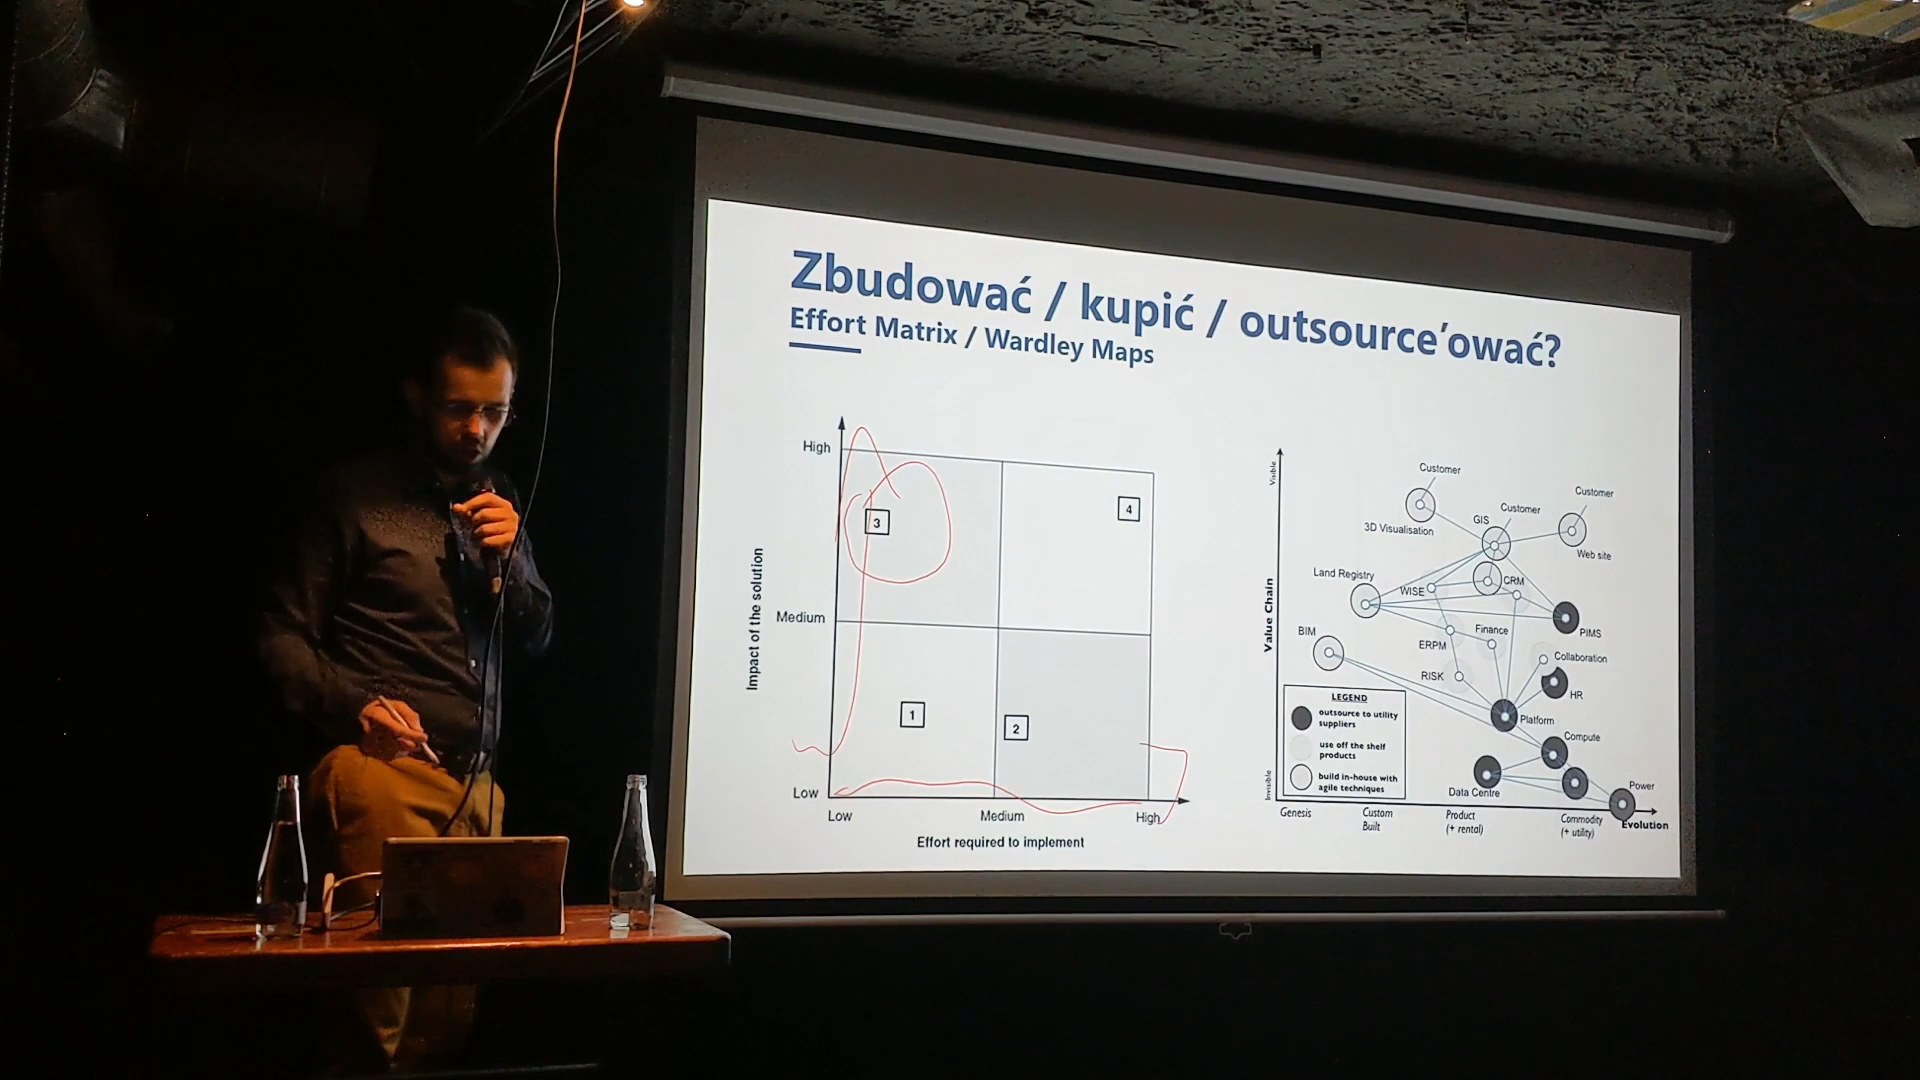 Zbudować / kupić / outsource’ować?
Effort Matrix / Wardley Maps
High
Medium
Low
Impact of the solution
3
4
1
2
Low
Medium
High
Effort required to implement
Visible
Value Chain
Invisible
Customer
3D Visualisation
GIS
Customer
Customer
Web site
Land Registry
WISE
CRM
PIMS
BIM
ERPM
Finance
Collaboration
RISK
HR
Platform
Compute
Data Centre
Power
LEGEND
outsource to utility
suppliers
use off the shelf
products
build in-house with
agile techniques
Genesis
Custom
Built
Product
(+ rental)
Commodity
(+ utility)
Evolution